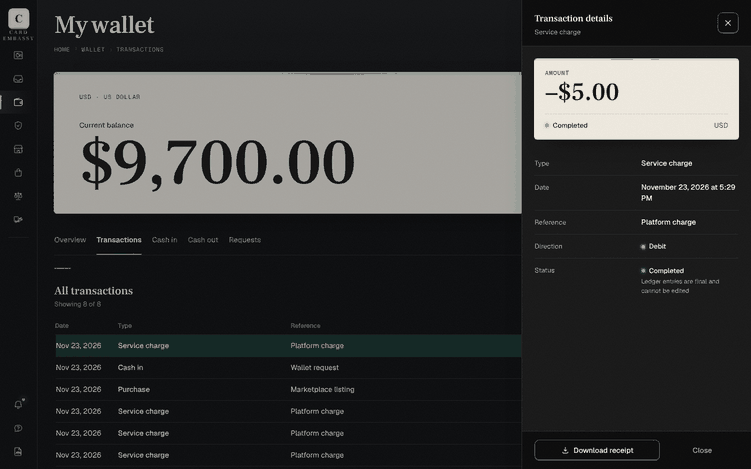 C
CARD
EMBASSY
My wallet
HOME WALLET TRANSACTIONS
USD US DOLLAR
Current balance
$9,700.00
Overview Transactions Cash in Cash out Requests
All transactions
Showing 8 of 8
Date Type Reference
Nov 23, 2026 Service charge Platform charge
Nov 23, 2026 Cash in Wallet request
Nov 23, 2026 Purchase Marketplace listing
Nov 23, 2026 Service charge Platform charge
Nov 23, 2026 Service charge Platform charge
Nov 23, 2026 Service charge Platform charge
Transaction details
Service charge
AMOUNT
–$5.00
Completed USD
Type Service charge
Date November 23, 2026 at 5:29
PM
Reference Platform charge
Direction Debit
Status Completed
Ledger entries are final and
cannot be edited
Download receipt Close